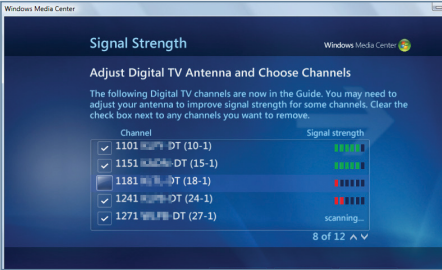 Windows Media Center
Signal Strength
Windows Media Center
Adjust Digital TV Antenna and Choose Channels
The following Digital TV channels are now in the Guide. You may need to
adjust your antenna to improve signal strength for some channels. Clear the
check box next to any channels you want to remove.
Channel Signal strength
1101 -DT (10-1)
1151 -DT (15-1)
1181 -DT (18-1)
1241 -DT (24-1)
1271 -DT (27-1) scanning...
8 of 12